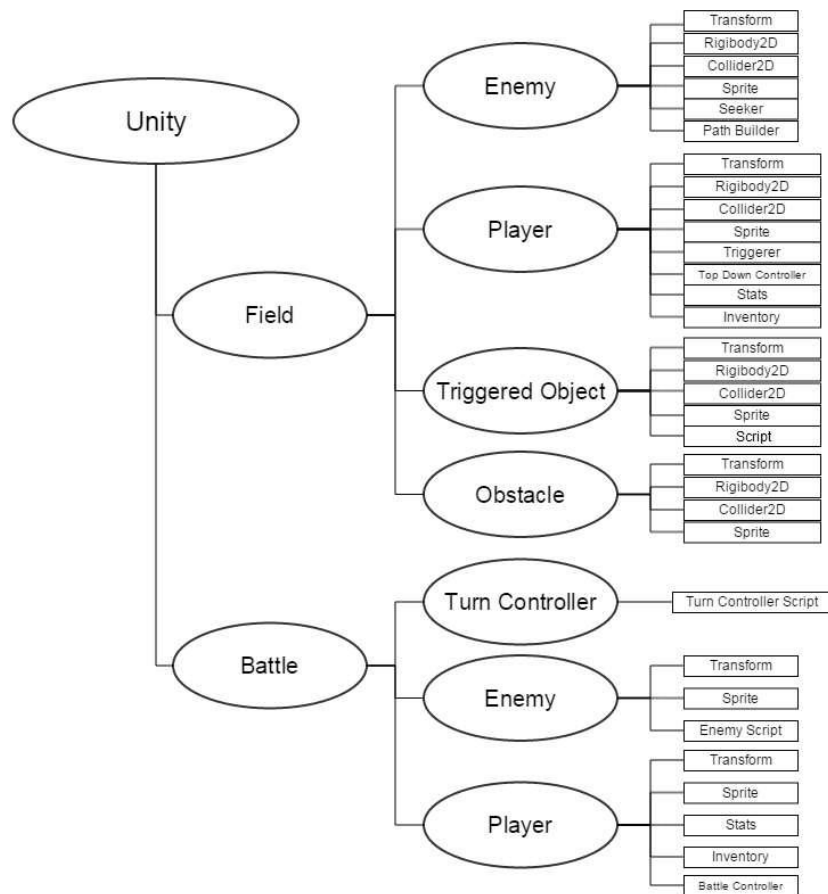 Unity
Field
Enemy
Transform
Rigibody2D
Collider2D
Sprite
Seeker
Path Builder
Player
Transform
Rigibody2D
Collider2D
Sprite
Triggerer
Top Down Controller
Stats
Inventory
Triggered Object
Transform
Rigibody2D
Collider2D
Sprite
Script
Obstacle
Transform
Rigibody2D
Collider2D
Sprite
Battle
Turn Controller
Turn Controller Script
Enemy
Transform
Sprite
Enemy Script
Player
Transform
Sprite
Stats
Inventory
Battle Controller